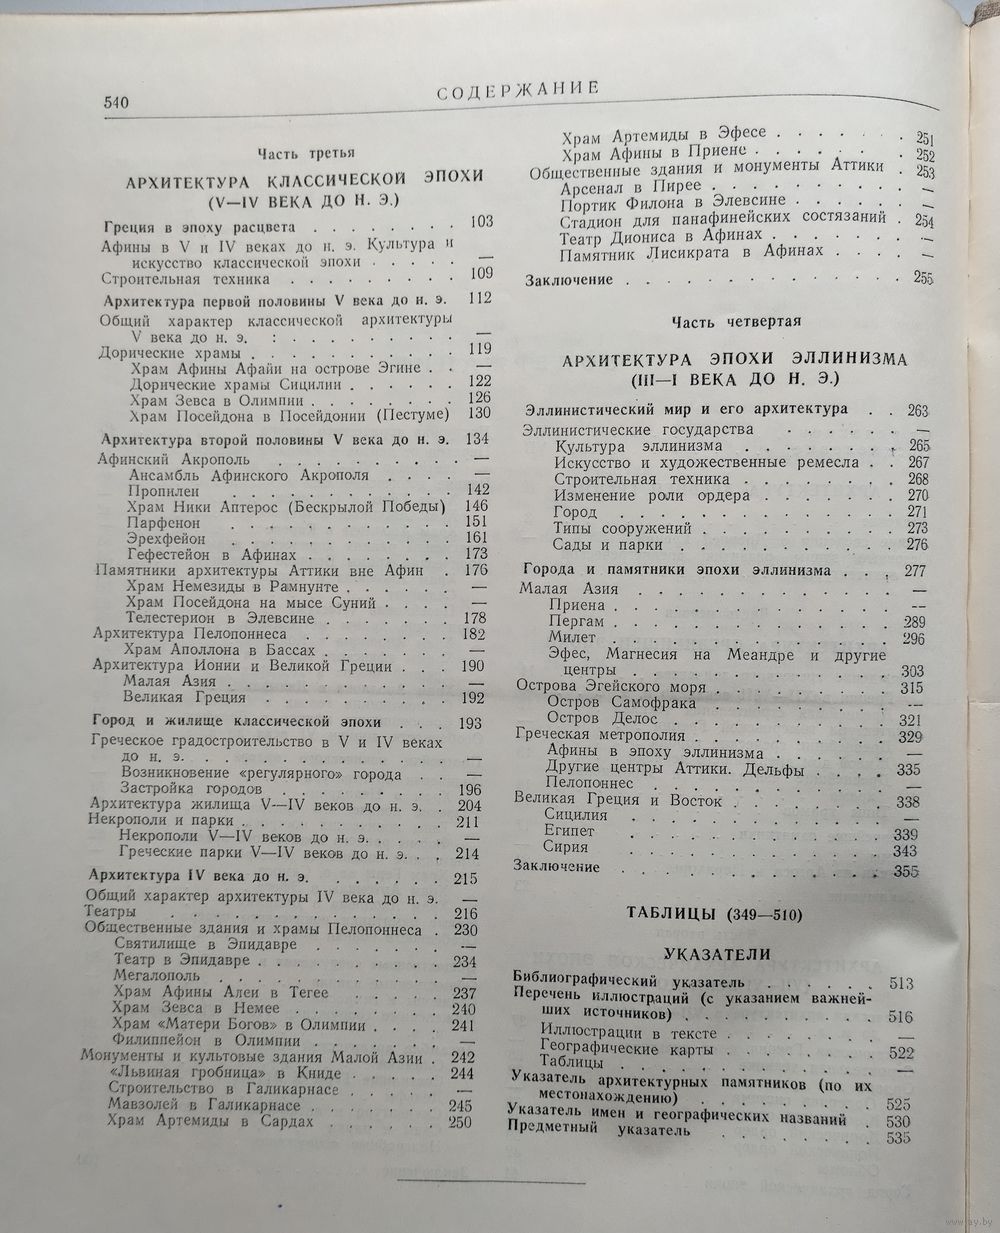 540
СОДЕРЖАНИЕ
Часть третья
АРХИТЕКТУРА КЛАССИЧЕСКОЙ ЭПОХИ
(V—IV ВЕКА ДО Н. Э.)
Греция в эпоху расцвета . . . . . . . . 103
Афины в V и IV веках до н. э. Культура и
искусство классической эпохи . . . . . —
Строительная техника . . . . . . . . . 109
Архитектура первой половины V века до н. э. 112
Общий характер классической архитектуры
V века до н. э. : . . . . . . . . . —
Дорические храмы . . . . . . . . . . . 119
Храм Афины Афайи на острове Эгине . . —
Дорические храмы Сицилии . . . . . . 122
Храм Зевса в Олимпии . . . . . . . . 126
Храм Посейдона в Посейдонии (Пестуме) 130
Архитектура второй половины V века до н. э. 134
Афинский Акрополь . . . . . . . . . . —
Ансамбль Афинского Акрополя . . . . —
Пропилеи . . . . . . . . . . . . 142
Храм Ники Аптерос (Бескрылой Победы) 146
Парфенон . . . . . . . . . . . . 151
Эрехфейон . . . . . . . . . . . . 161
Гефестейон в Афинах . . . . . . . . 173
Памятники архитектуры Аттики вне Афин . 176
Храм Немезиды в Рамнунте . . . . . . —
Храм Посейдона на мысе Суний . . . . —
Телестерион в Элевсине . . . . . . . 178
Архитектура Пелопоннеса . . . . . . . . 182
Храм Аполлона в Бассах . . . . . . . —
Архитектура Ионии и Великой Греции . . . 190
Малая Азия . . . . . . . . . . . . —
Великая Греция . . . . . . . . . . 192
Город и жилище классической эпохи . . . 193
Греческое градостроительство в V и IV веках
до н. э. . . . . . . . . . . . . . —
Возникновение «регулярного» города . . —
Застройка городов . . . . . . . . . 196
Архитектура жилища V—IV веков до н. э. . 204
Некрополи и парки . . . . . . . . . . . 211
Некрополи V—IV веков до н. э. . . . . —
Греческие парки V—IV веков до н. э. . . 214
Архитектура IV века до н. э. . . . . . . 215
Общий характер архитектуры IV века до н. э. —
Театры . . . . . . . . . . . . . . 216
Общественные здания и храмы Пелопоннеса . 230
Святилище в Эпидавре . . . . . . . —
Театр в Эпидавре . . . . . . . . . . 234
Мегалополь . . . . . . . . . . . . —
Храм Афины Алеи в Тегее . . . . . 237
Храм Зевса в Немее . . . . . . . . 240
Храм «Матери Богов» в Олимпии . . . . 241
Филиппейон в Олимпии . . . . . . . —
Монументы и культовые здания Малой Азии . 242
«Львиная гробница» в Книде . . . . . 244
Строительство в Галикарнасе . . . . . —
Мавзолей в Галикарнасе . . . . . . . 245
Храм Артемиды в Сардах . . . . . . 250
Храм Артемиды в Эфесе . . . . . . . 251
Храм Афины в Приене . . . . . . . . 252
Общественные здания и монументы Аттики . 253
Арсенал в Пирее . . . . . . . . . . —
Портик Филона в Элевсине . . . . . . —
Стадион для панафинейских состязаний . 254
Театр Диониса в Афинах . . . . . . . —
Памятник Лисикрата в Афинах . . . . —
Заключение . . . . . . . . . . . . . 255
Часть четвертая
АРХИТЕКТУРА ЭПОХИ ЭЛЛИНИЗМА
(III—I ВЕКА ДО Н. Э.)
Эллинистический мир и его архитектура . . 263
Эллинистические государства . . . . . . —
Культура эллинизма . . . . . . . . 265
Искусство и художественные ремесла . . 267
Строительная техника . . . . . . . . 268
Изменение роли ордера . . . . . . . 270
Город . . . . . . . . . . . . . . 271
Типы сооружений . . . . . . . . . . 273
Сады и парки . . . . . . . . . . . 276
Города и памятники эпохи эллинизма . . . 277
Малая Азия . . . . . . . . . . . . . —
Приена . . . . . . . . . . . . . . —
Пергам . . . . . . . . . . . . . . 289
Милет . . . . . . . . . . . . . . 296
Эфес, Магнесия на Меандре и другие
центры . . . . . . . . . . . . . 303
Острова Эгейского моря . . . . . . . . . 315
Остров Самофрака . . . . . . . . . —
Остров Делос . . . . . . . . . . . 321
Греческая метрополия . . . . . . . . . . 329
Афины в эпоху эллинизма . . . . . . —
Другие центры Аттики. Дельфы . . . . 335
Пелопоннес . . . . . . . . . . . . —
Великая Греция и Восток . . . . . . . . 338
Сицилия . . . . . . . . . . . . . —
Египет . . . . . . . . . . . . . 339
Сирия . . . . . . . . . . . . . 343
Заключение . . . . . . . . . . . . . 355
ТАБЛИЦЫ (349—510)
УКАЗАТЕЛИ
Библиографический указатель . . . . . . 513
Перечень иллюстраций (с указанием важней-
ших источников) . . . . . . . . . . 516
Иллюстрации в тексте . . . . . . . . —
Географические карты . . . . . . . . 522
Таблицы . . . . . . . . . . . . . —
Указатель архитектурных памятников (по их
местонахождению) . . . . . . . . . 525
Указатель имен и географических названий . 530
Предметный указатель . . . . . . . . 535
www.ay.by